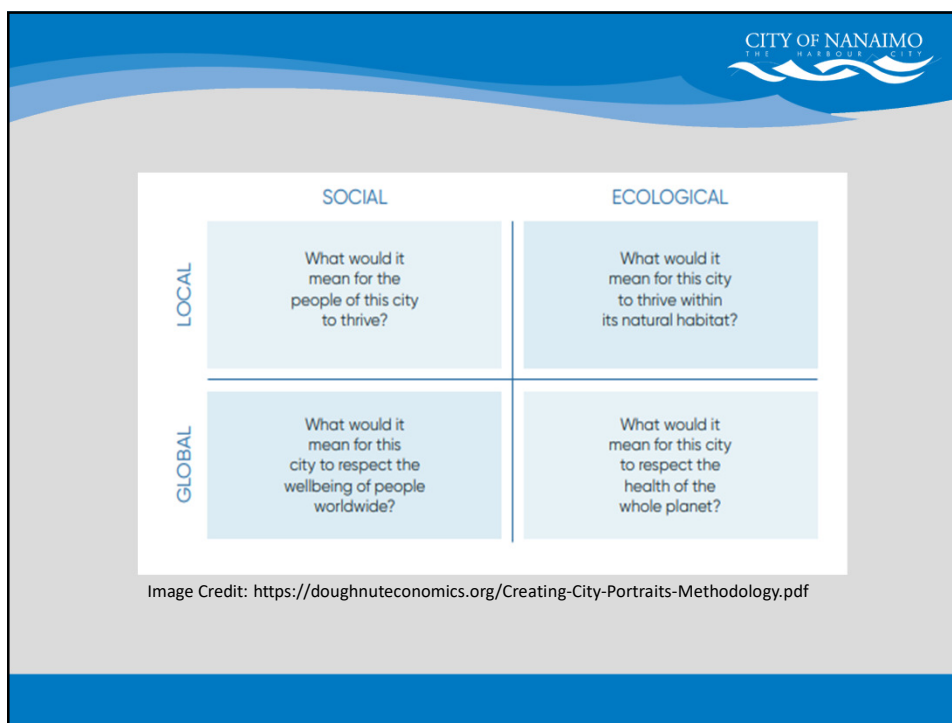 CITY OF NANAIMO
THE HARBOUR CITY
SOCIAL
ECOLOGICAL
LOCAL
What would it
mean for the
people of this city
to thrive?
What would it
mean for this city
to thrive within
its natural habitat?
GLOBAL
What would it
mean for this
city to respect the
wellbeing of people
worldwide?
What would it
mean for this city
to respect the
health of the
whole planet?
Image Credit: https://doughnuteconomics.org/Creating-City-Portraits-Methodology.pdf